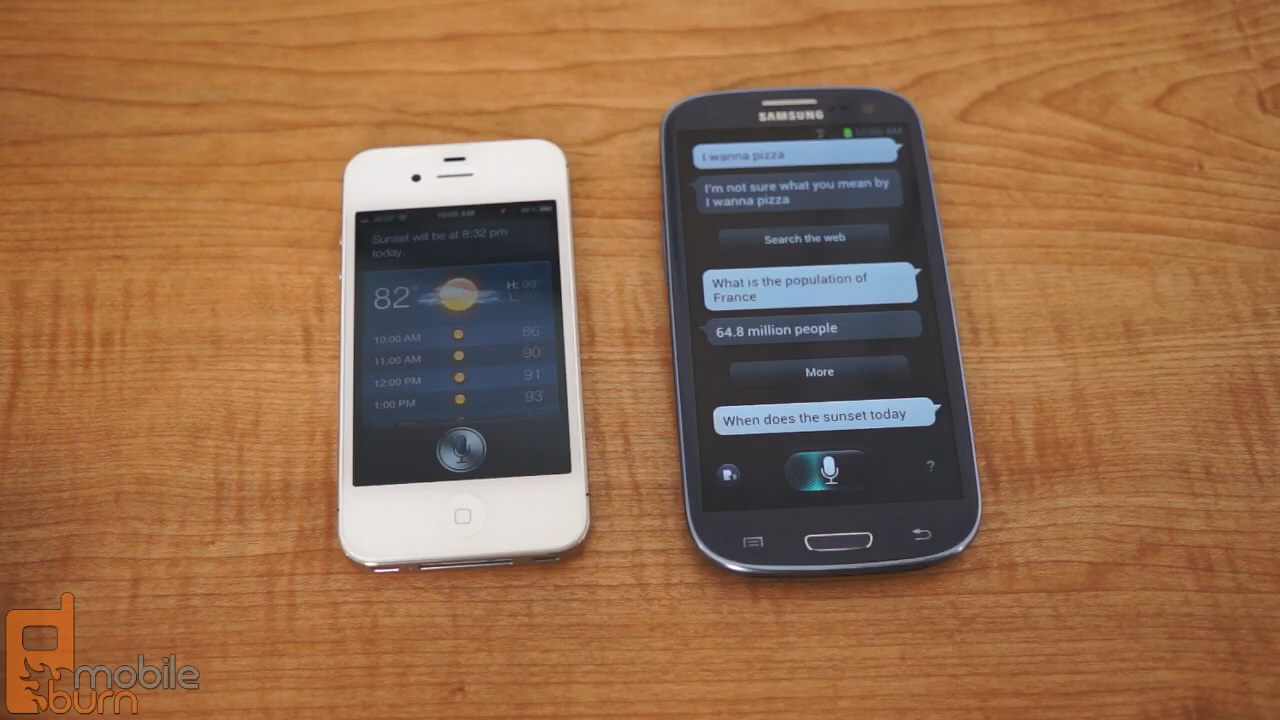 Sunset will be at 8:32 pm
today.
82°
H: 99°
10:00 AM 86°
11:00 AM 90°
12:00 PM 91
1:00 PM 93°
SAMSUNG
I wanna pizza
I'm not sure what you mean by
I wanna pizza
Search the web
What is the population of
France
64.8 million people
More
When does the sunset today
?
mobile
burn